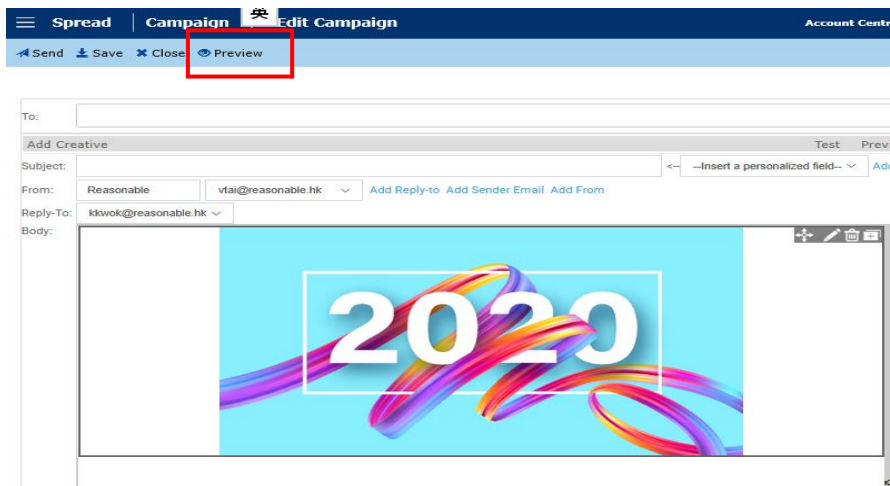 Spread Campaign 英 Edit Campaign Account Centr
Send Save Close Preview
To:
Add Creative Test Prev
Subject: <-- --Insert a personalized field-- Add
From: Reasonable vtai@reasonable.hk Add Reply-to Add Sender Email Add From
Reply-To: kkwok@reasonable.hk
Body:
2020